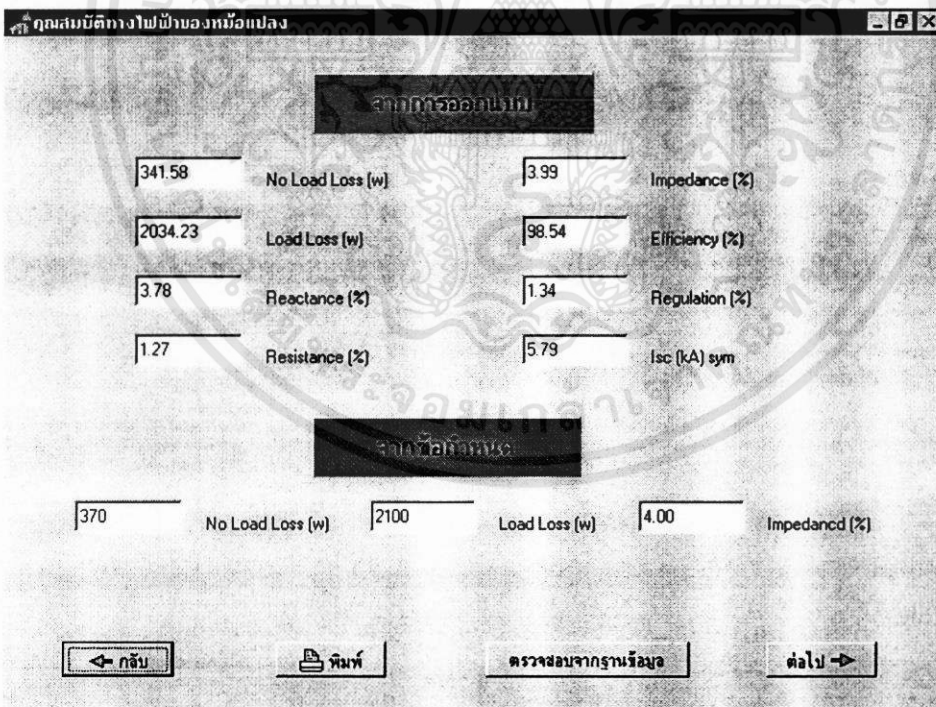 คุณสมบัติทางไฟฟ้าของหม้อแปลง
จากการออกแบบ
341.58 No Load Loss (w) 3.99 Impedance (%)
2034.23 Load Loss (w) 98.54 Efficiency (%)
3.78 Reactance (%) 1.34 Regulation (%)
1.27 Resistance (%) 5.79 Isc (kA) sym
จากข้อกำหนด
370 No Load Loss (w) 2100 Load Loss (w) 4.00 Impedancd (%)
กลับ พิมพ์ ตรวจสอบจากฐานข้อมูล ต่อไป